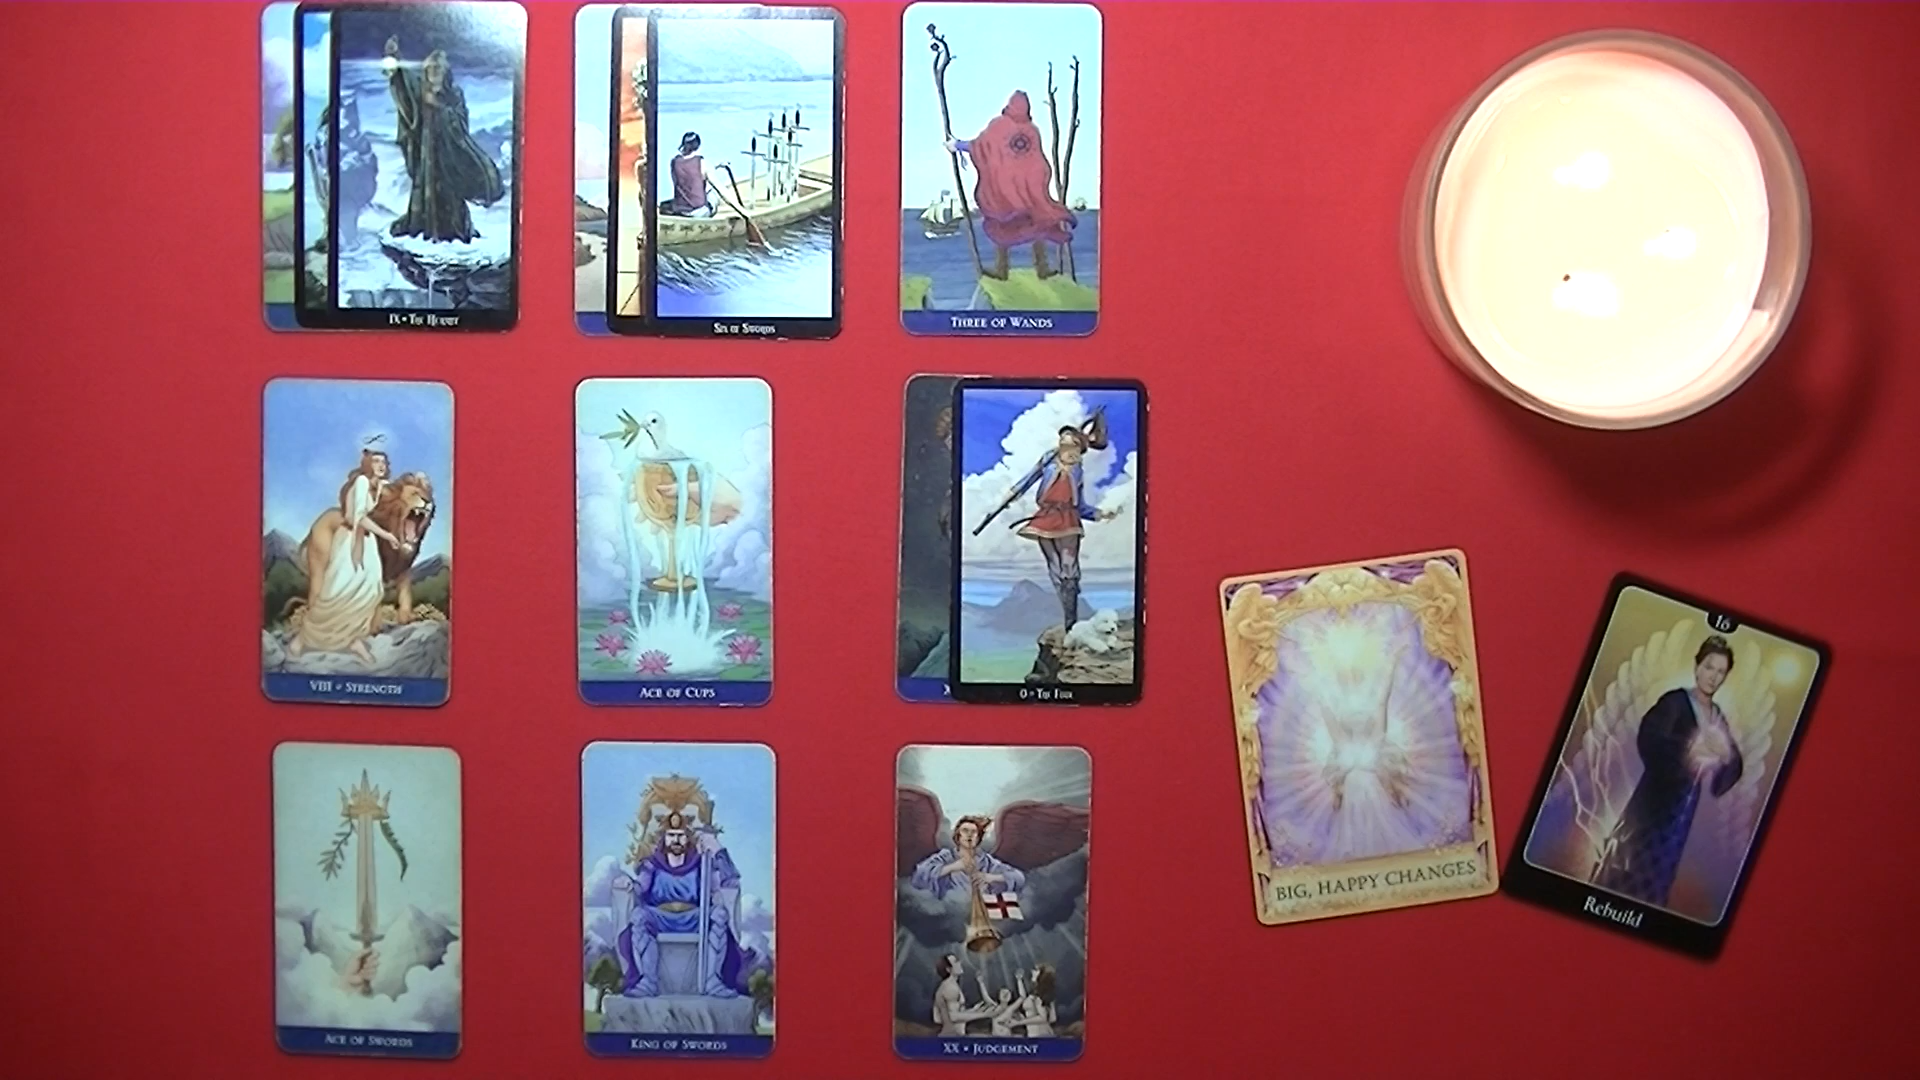 IX • The Hermit
Six of Swords
Three of Wands
VIII • Strength
Ace of Cups
X
0 • The Fool
Ace of Swords
King of Swords
XX • Judgement
BIG, HAPPY CHANGES
16
Rebuild